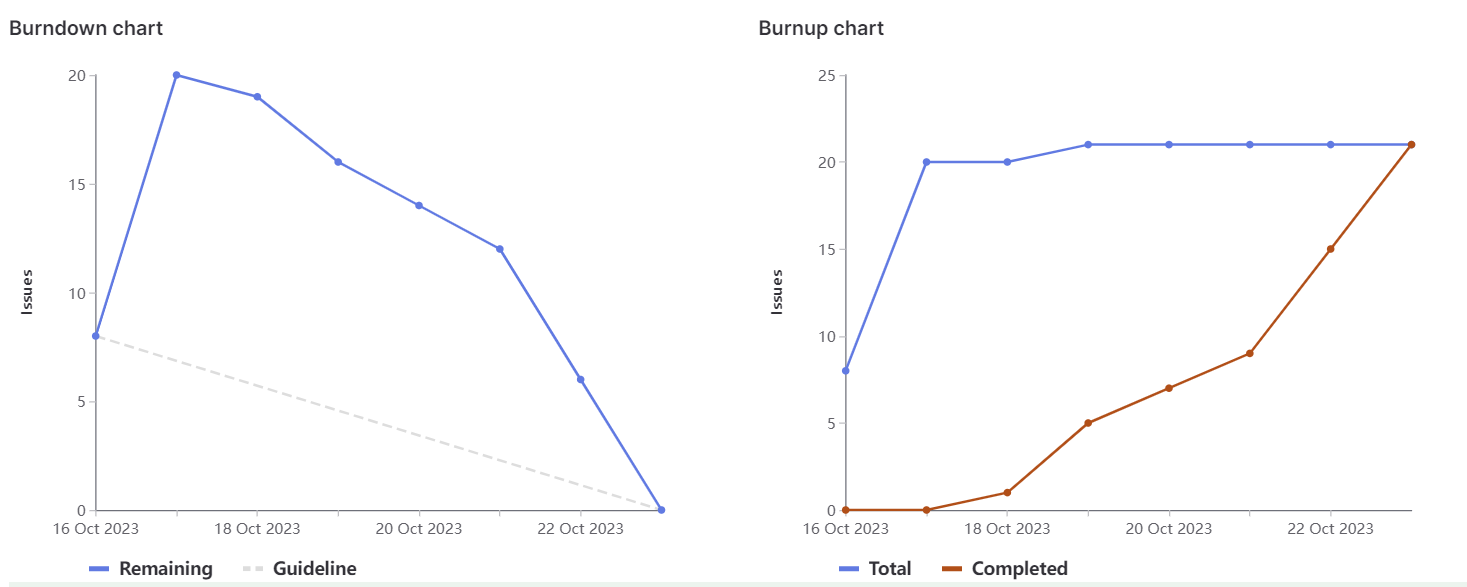 Burndown chart
20
15
10
5
0
Issues
16 Oct 2023
18 Oct 2023
20 Oct 2023
22 Oct 2023
Remaining
Guideline
Burnup chart
25
20
15
10
5
0
Issues
16 Oct 2023
18 Oct 2023
20 Oct 2023
22 Oct 2023
Total
Completed